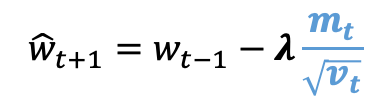 ŵ_{t+1} = w_{t−1} − λ m_t / √v_t